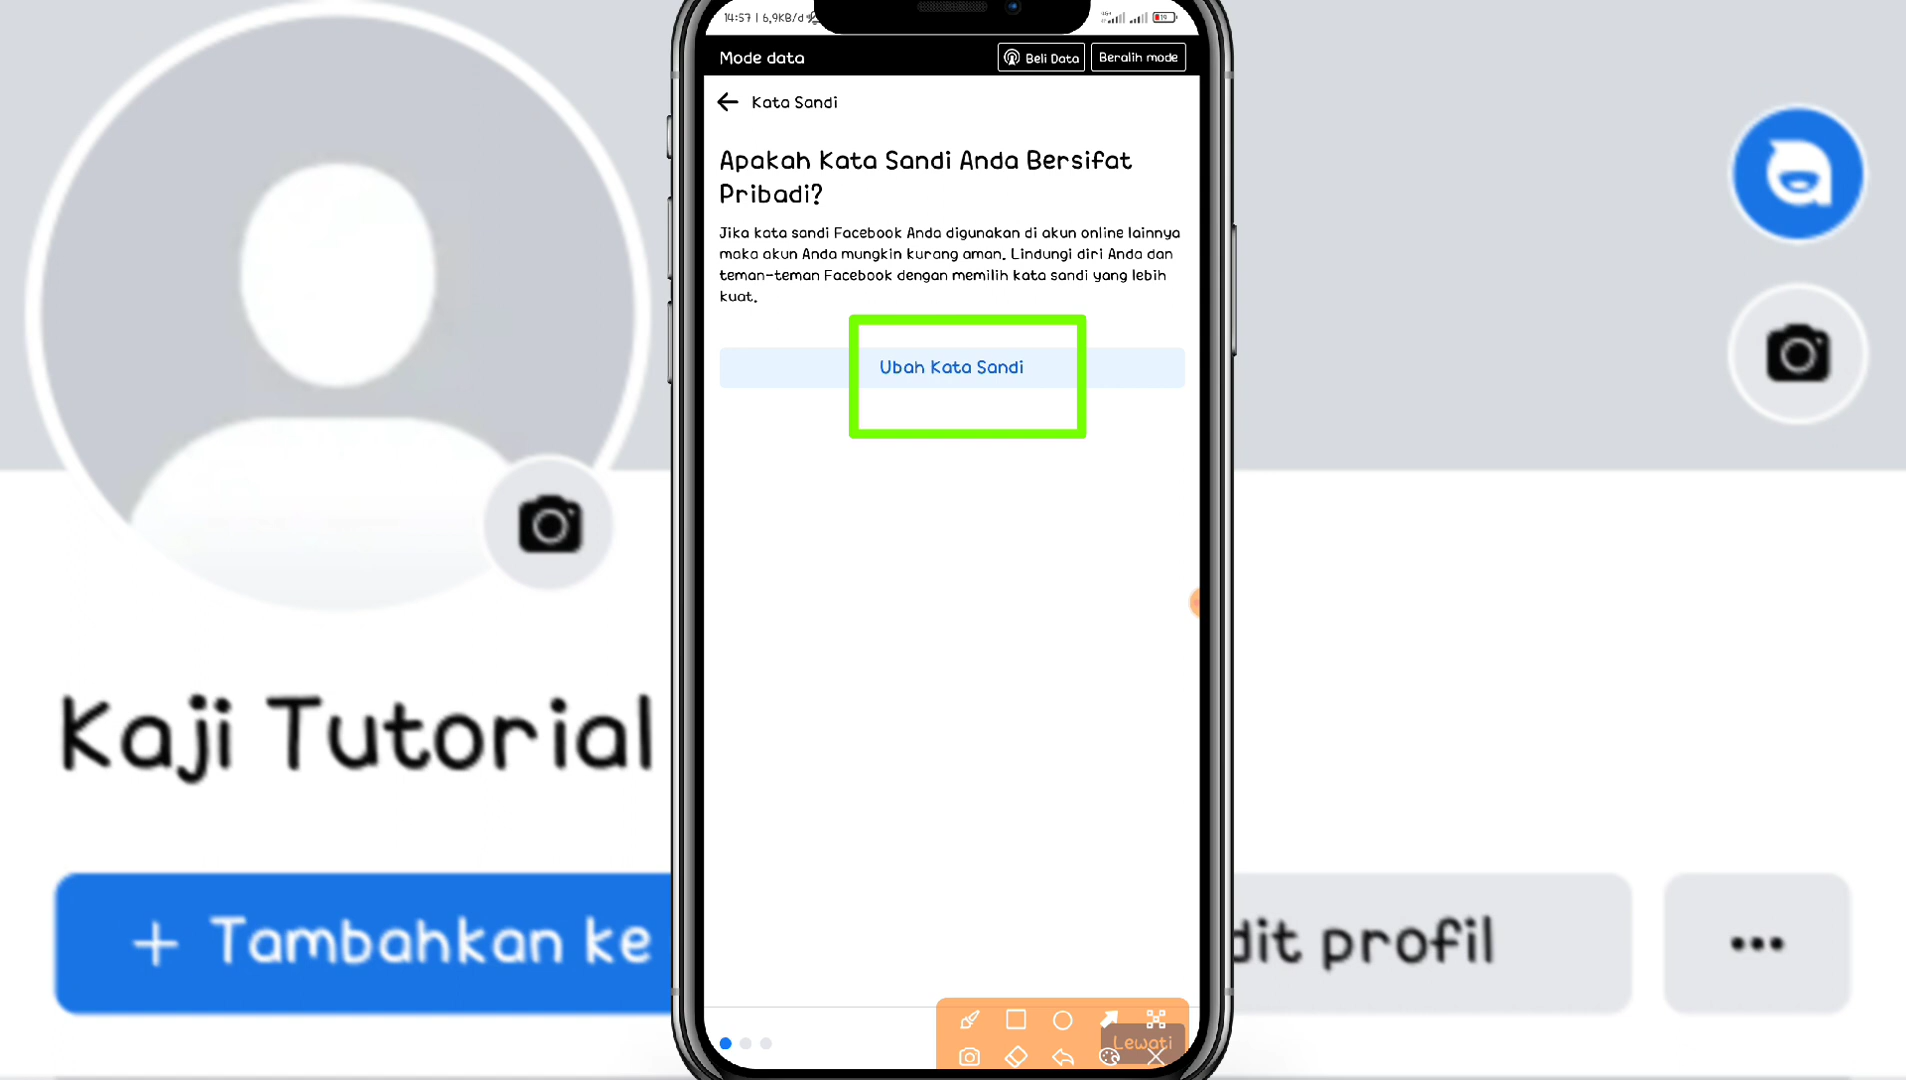 14:57 | 6,9KB/d
19
Mode data
Beli Data
Beralih mode
Kata Sandi
Apakah Kata Sandi Anda Bersifat
Pribadi?
Jika kata sandi Facebook Anda digunakan di akun online lainnya
maka akun Anda mungkin kurang aman. Lindungi diri Anda dan
teman-teman Facebook dengan memilih kata sandi yang lebih
kuat.
Ubah Kata Sandi
Kaji Tutorial
+ Tambahkan ke
dit profil
Lewati